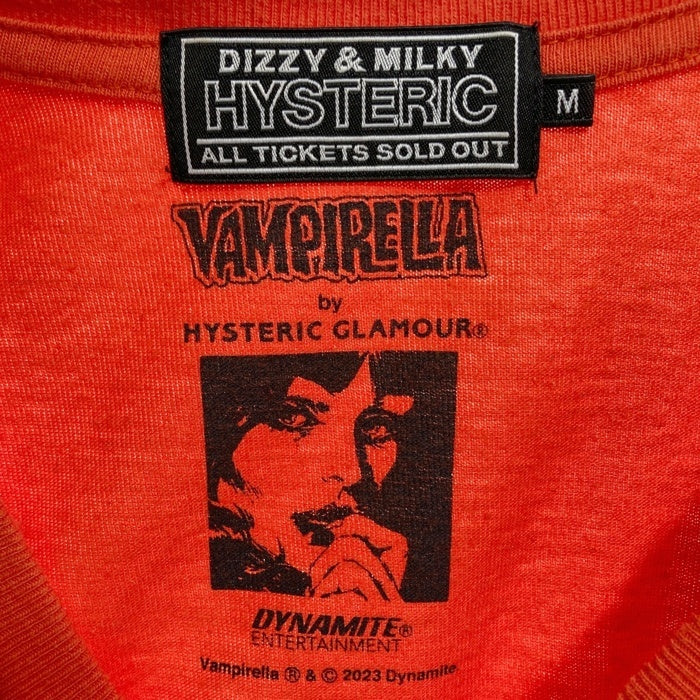 DIZZY & MILKY
HYSTERIC
ALL TICKETS SOLD OUT
M
VAMPIRELLA
by
HYSTERIC GLAMOUR®
DYNAMITE®
ENTERTAINMENT
Vampirella ® & © 2023 Dynamite.